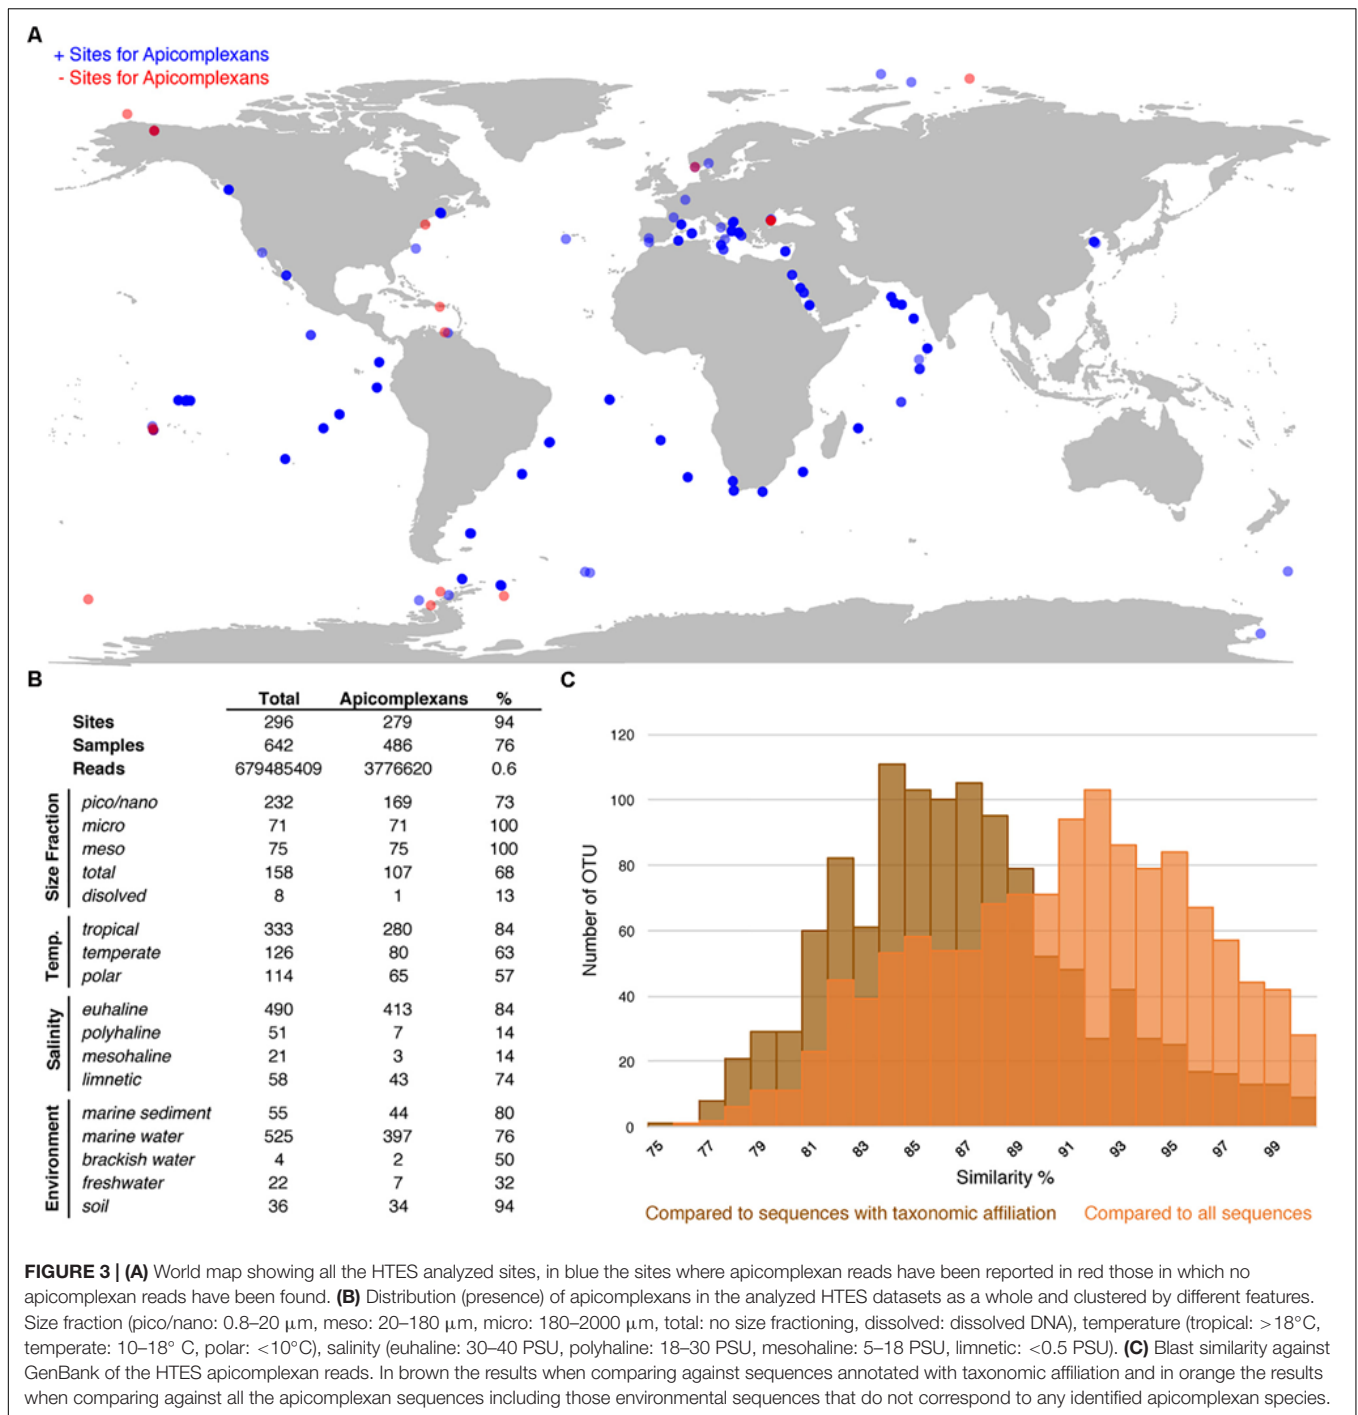 A
+ Sites for Apicomplexans
- Sites for Apicomplexans
B
Total Apicomplexans %
Sites 296 279 94
Samples 642 486 76
Reads 679485409 3776620 0.6
Size Fraction
pico/nano 232 169 73
micro 71 71 100
meso 75 75 100
total 158 107 68
disolved 8 1 13
Temp.
tropical 333 280 84
temperate 126 80 63
polar 114 65 57
Salinity
euhaline 490 413 84
polyhaline 51 7 14
mesohaline 21 3 14
limnetic 58 43 74
Environment
marine sediment 55 44 80
marine water 525 397 76
brackish water 4 2 50
freshwater 22 7 32
soil 36 34 94
C
Number of OTU
120
100
80
60
40
20
0
75 77 79 81 83 85 87 89 91 93 95 97 99
Similarity %
Compared to sequences with taxonomic affiliation Compared to all sequences
FIGURE 3 | (A) World map showing all the HTES analyzed sites, in blue the sites where apicomplexan reads have been reported in red those in which no
apicomplexan reads have been found. (B) Distribution (presence) of apicomplexans in the analyzed HTES datasets as a whole and clustered by different features.
Size fraction (pico/nano: 0.8–20 μm, meso: 20–180 μm, micro: 180–2000 μm, total: no size fractioning, dissolved: dissolved DNA), temperature (tropical: >18°C,
temperate: 10–18° C, polar: <10°C), salinity (euhaline: 30–40 PSU, polyhaline: 18–30 PSU, mesohaline: 5–18 PSU, limnetic: <0.5 PSU). (C) Blast similarity against
GenBank of the HTES apicomplexan reads. In brown the results when comparing against sequences annotated with taxonomic affiliation and in orange the results
when comparing against all the apicomplexan sequences including those environmental sequences that do not correspond to any identified apicomplexan species.